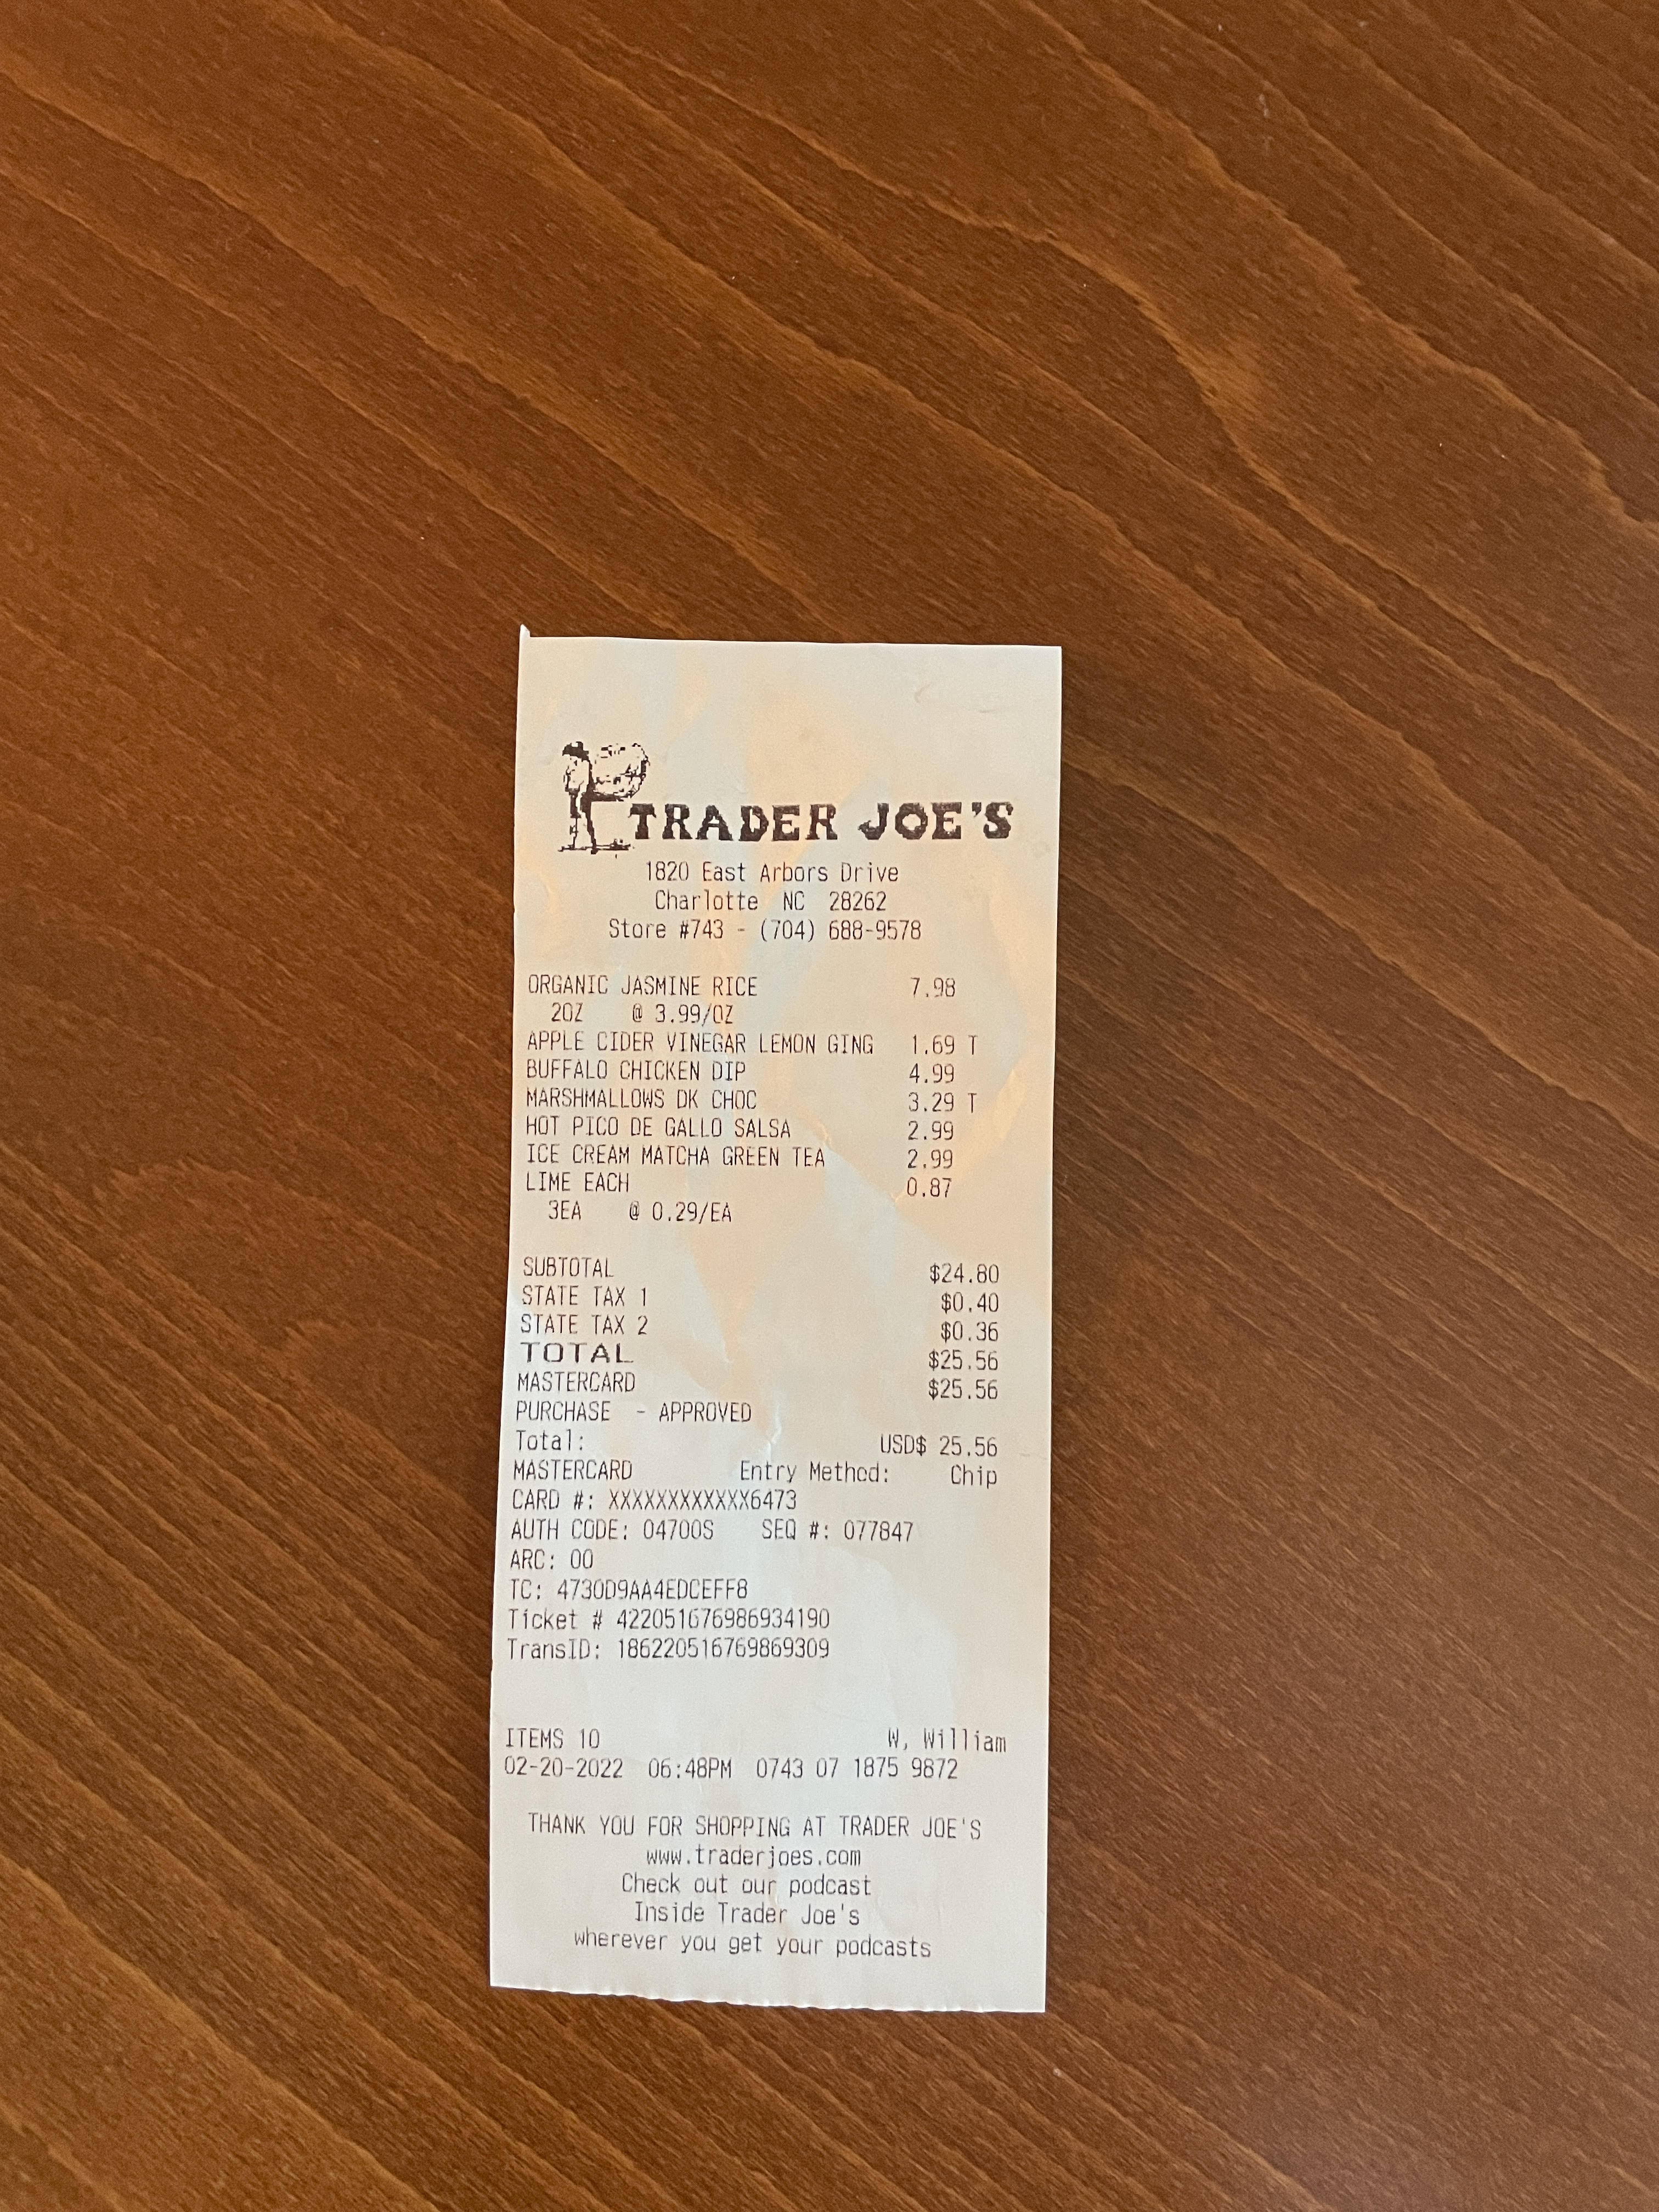 TRADER JOE'S
1820 East Arbors Drive
Charlotte NC 28262
Store #743 - (704) 688-9578
ORGANIC JASMINE RICE 7.98
2OZ @ 3.99/OZ
APPLE CIDER VINEGAR LEMON GING 1.69 T
BUFFALO CHICKEN DIP 4.99
MARSHMALLOWS DK CHOC 3.29 T
HOT PICO DE GALLO SALSA 2.99
ICE CREAM MATCHA GREEN TEA 2.99
LIME EACH 0.87
3EA @ 0.29/EA
SUBTOTAL $24.80
STATE TAX 1 $0.40
STATE TAX 2 $0.36
TOTAL $25.56
MASTERCARD $25.56
PURCHASE - APPROVED
Total: USD$ 25.56
MASTERCARD Entry Method: Chip
CARD #: XXXXXXXXXXXX6473
AUTH CODE: 04700S SEQ #: 077847
ARC: 00
TC: 4730D9AA4EDCEFF8
Ticket # 422051676986934190
TransID: 186220516769869309
ITEMS 10 W, William
02-20-2022 06:48PM 0743 07 1875 9872
THANK YOU FOR SHOPPING AT TRADER JOE'S
www.traderjoes.com
Check out our podcast
Inside Trader Joe's
wherever you get your podcasts